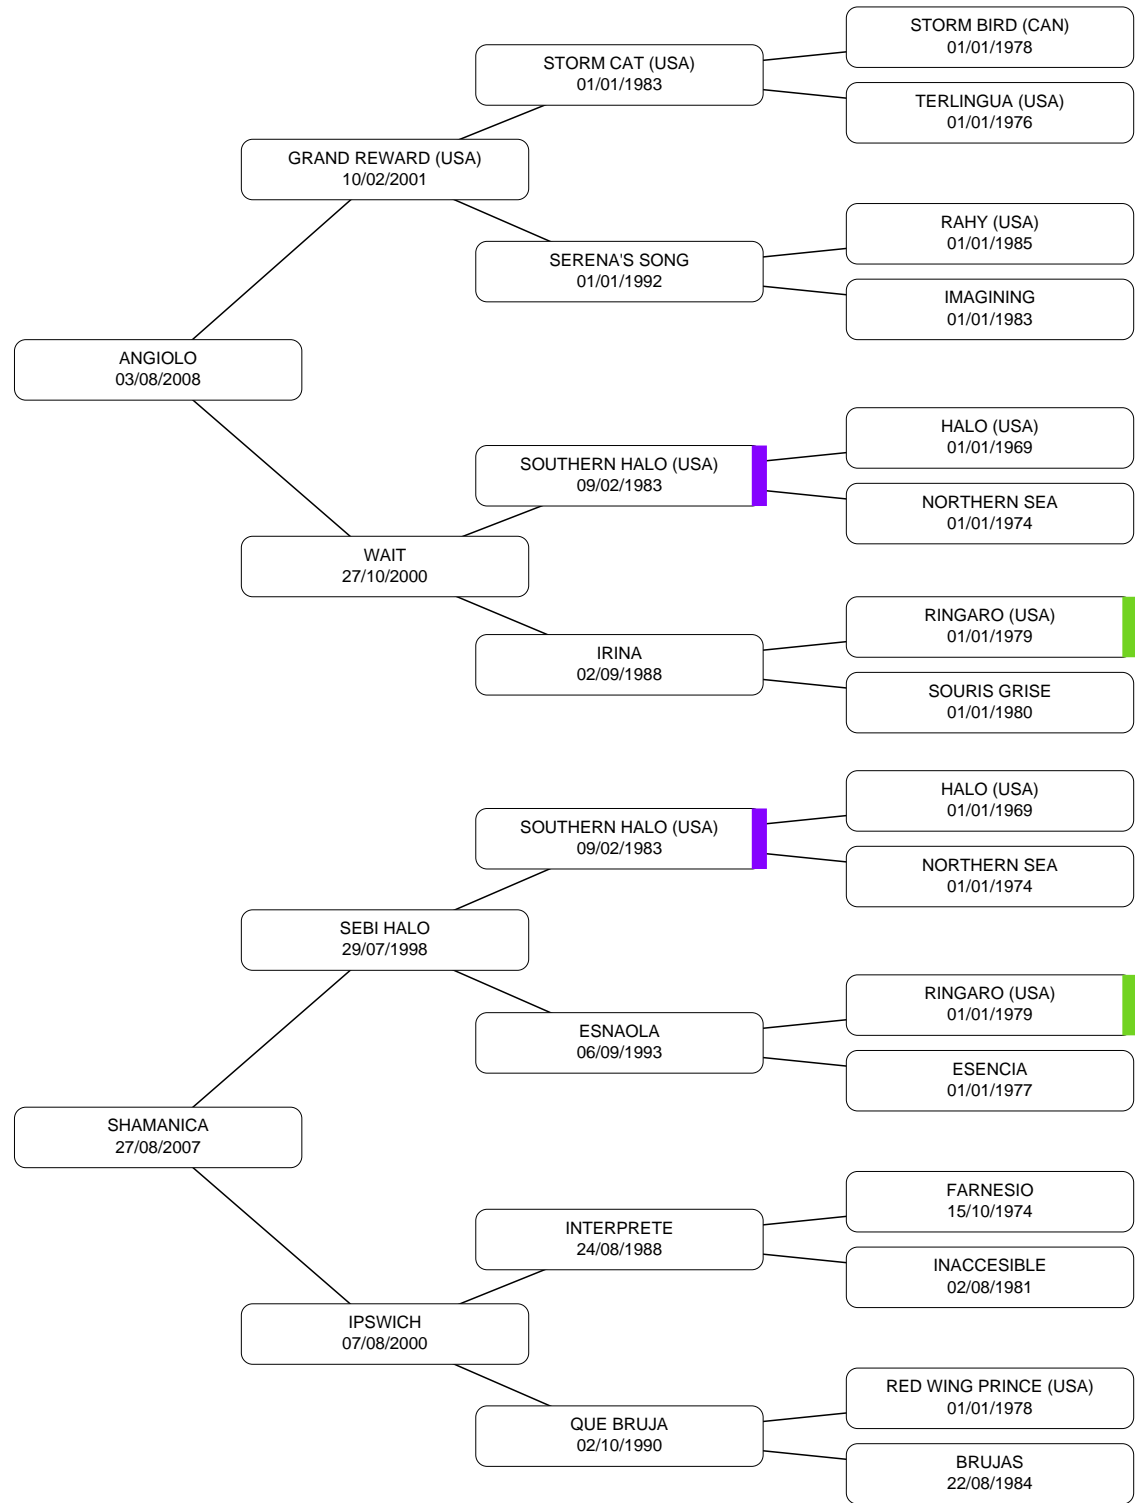 STORM BIRD (CAN)
01/01/1978
STORM CAT (USA)
01/01/1983
TERLINGUA (USA)
01/01/1976
GRAND REWARD (USA)
10/02/2001
RAHY (USA)
01/01/1985
SERENA'S SONG
01/01/1992
IMAGINING
01/01/1983
ANGIOLO
03/08/2008
HALO (USA)
01/01/1969
SOUTHERN HALO (USA)
09/02/1983
NORTHERN SEA
01/01/1974
WAIT
27/10/2000
RINGARO (USA)
01/01/1979
IRINA
02/09/1988
SOURIS GRISE
01/01/1980
HALO (USA)
01/01/1969
SOUTHERN HALO (USA)
09/02/1983
NORTHERN SEA
01/01/1974
SEBI HALO
29/07/1998
RINGARO (USA)
01/01/1979
ESNAOLA
06/09/1993
ESENCIA
01/01/1977
SHAMANICA
27/08/2007
FARNESIO
15/10/1974
INTERPRETE
24/08/1988
INACCESIBLE
02/08/1981
IPSWICH
07/08/2000
RED WING PRINCE (USA)
01/01/1978
QUE BRUJA
02/10/1990
BRUJAS
22/08/1984